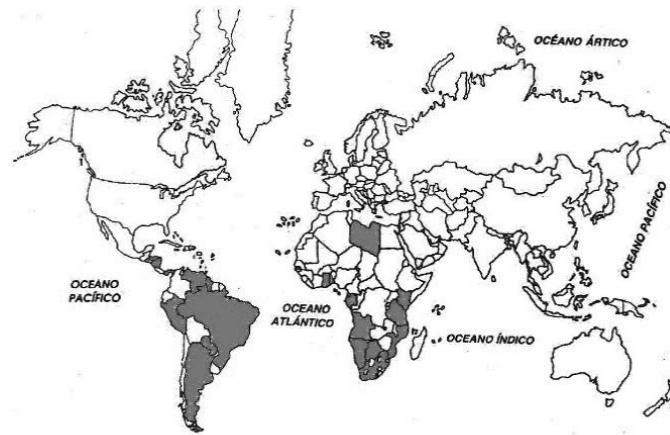 OCÉANO ÁRTICO
OCEANO PACÍFICO
OCEANO
PACÍFICO
OCEANO
ATLÁNTICO
OCEANO ÍNDICO